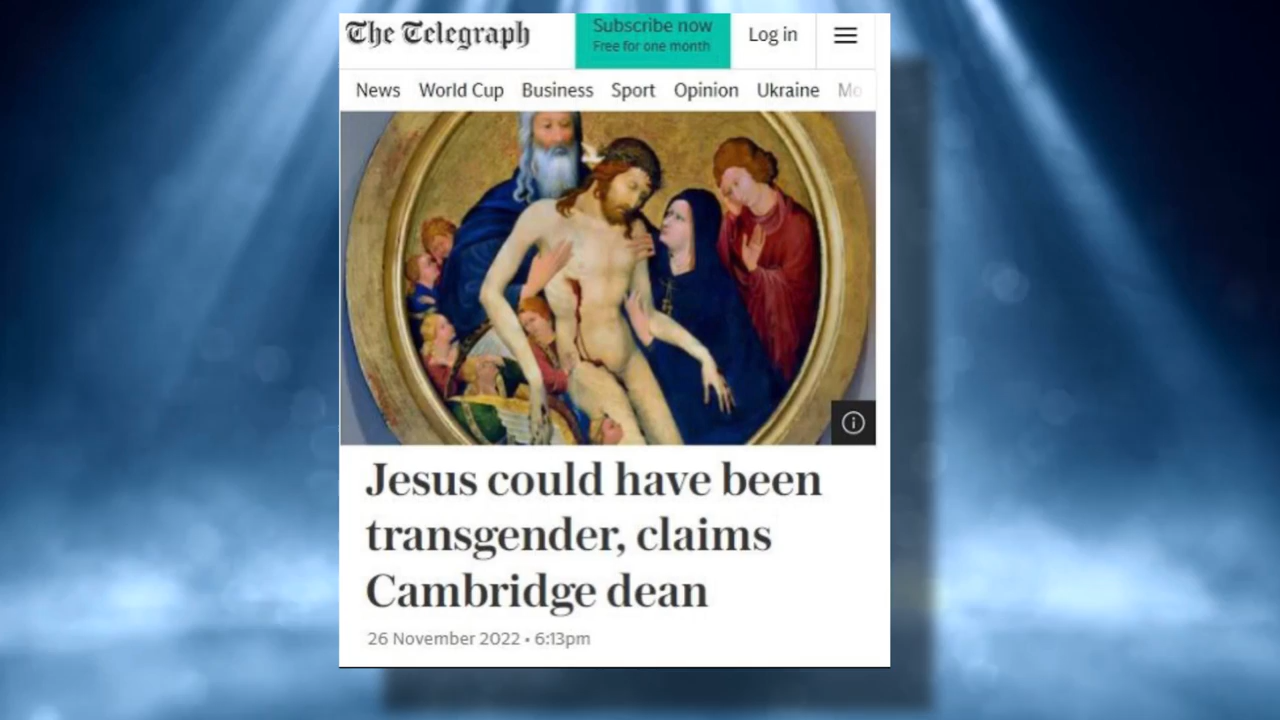 The Telegraph
Subscribe now
Free for one month
Log in
News World Cup Business Sport Opinion Ukraine
Jesus could have been
transgender, claims
Cambridge dean
26 November 2022 • 6:13pm